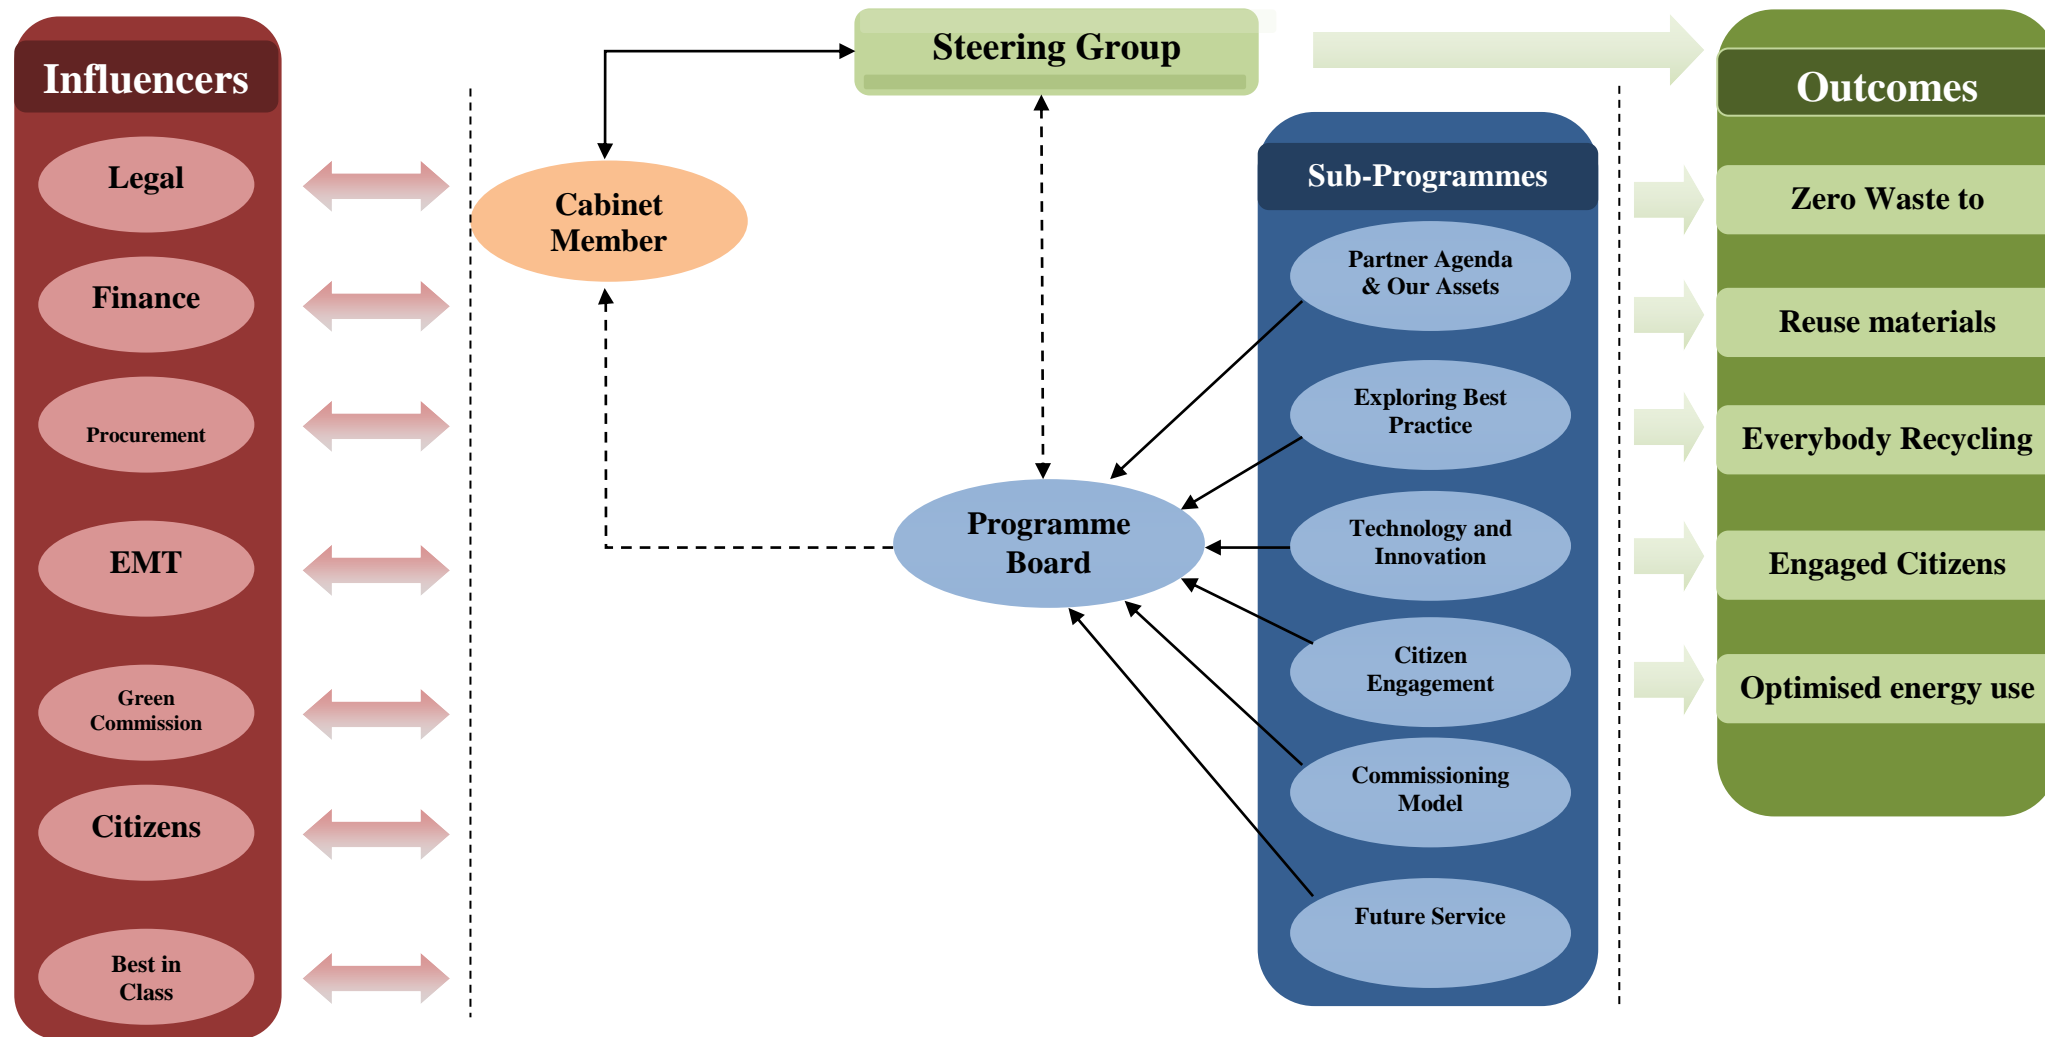 Influencers
Legal
Finance
Procurement
EMT
Green
Commission
Citizens
Best in
Class
Steering Group
Cabinet
Member
Programme
Board
Sub-Programmes
Partner Agenda
& Our Assets
Exploring Best
Practice
Technology and
Innovation
Citizen
Engagement
Commissioning
Model
Future Service
Outcomes
Zero Waste to
Reuse materials
Everybody Recycling
Engaged Citizens
Optimised energy use